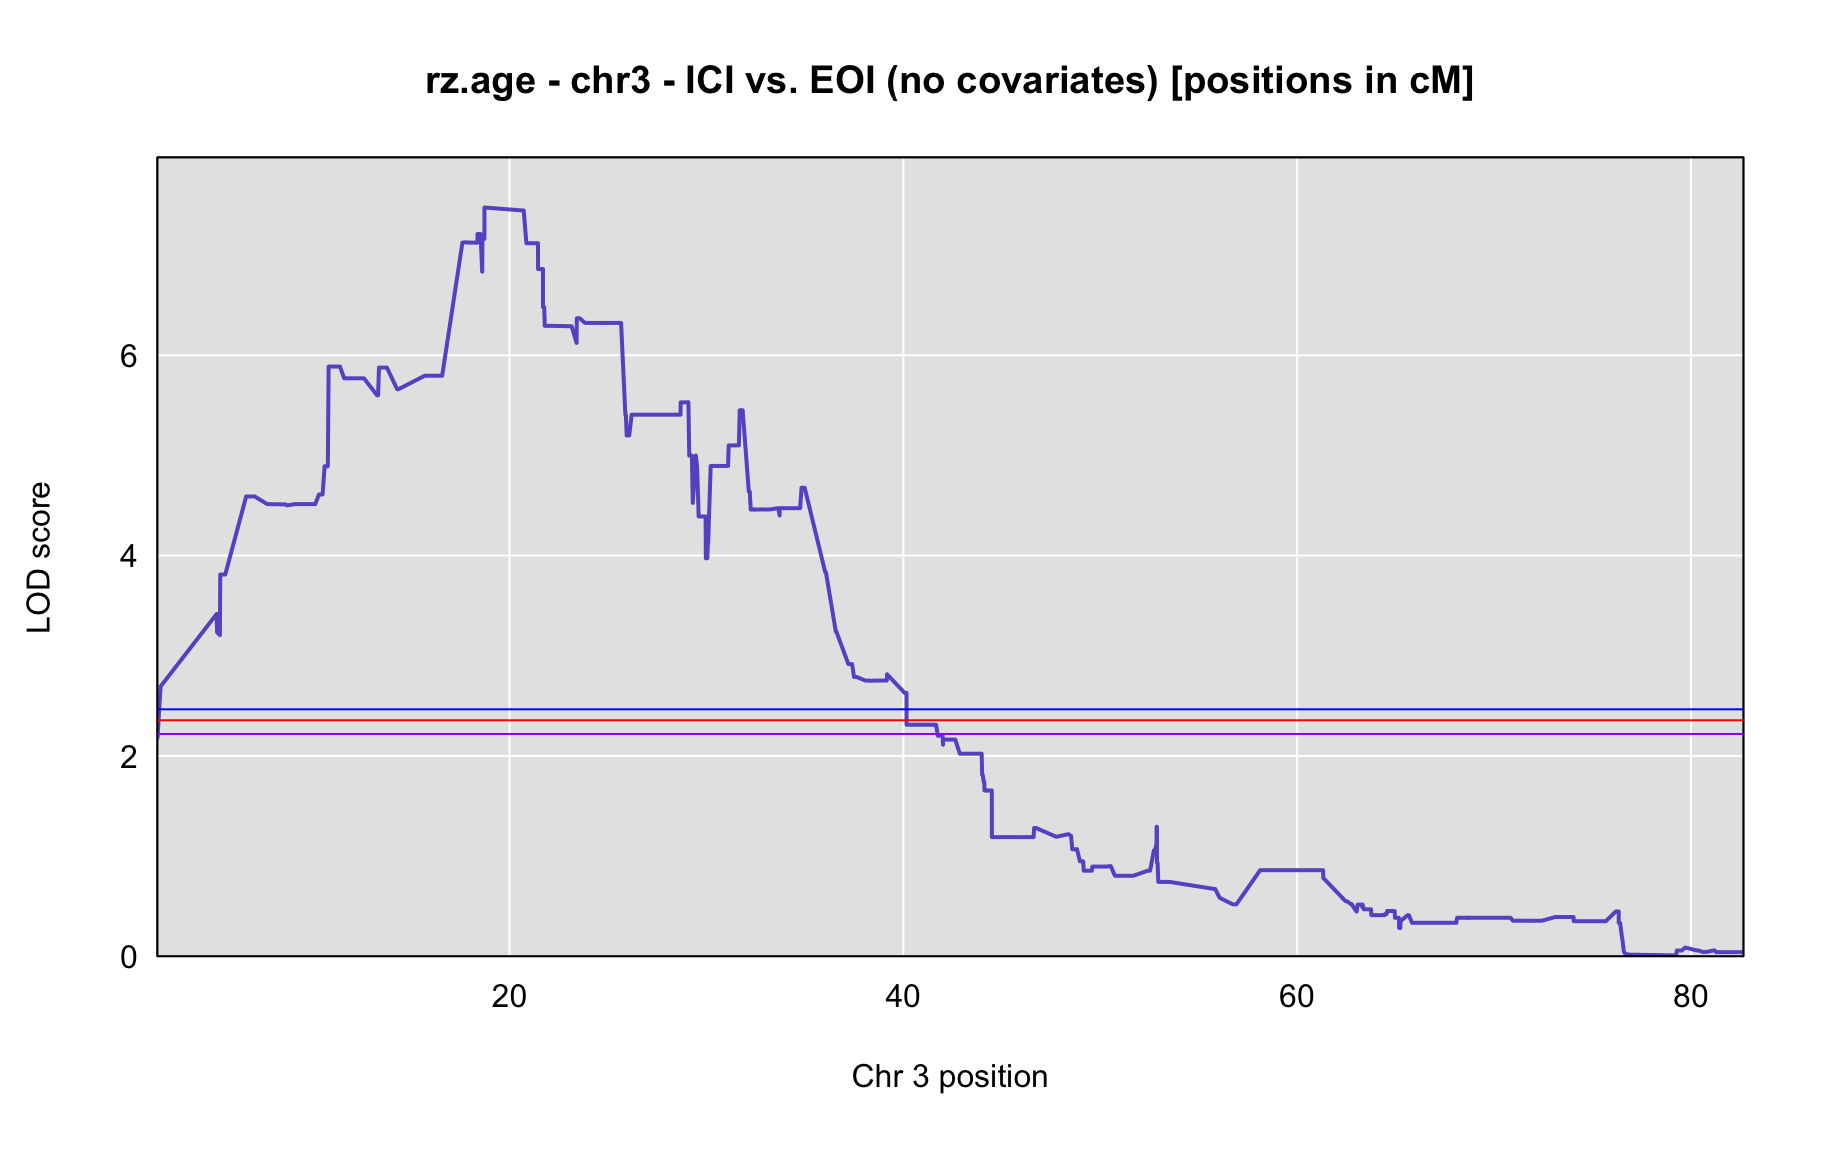 rz.age - chr3 - ICI vs. EOI (no covariates) [positions in cM]
LOD score
6
4
2
0
20 40 60 80
Chr 3 position